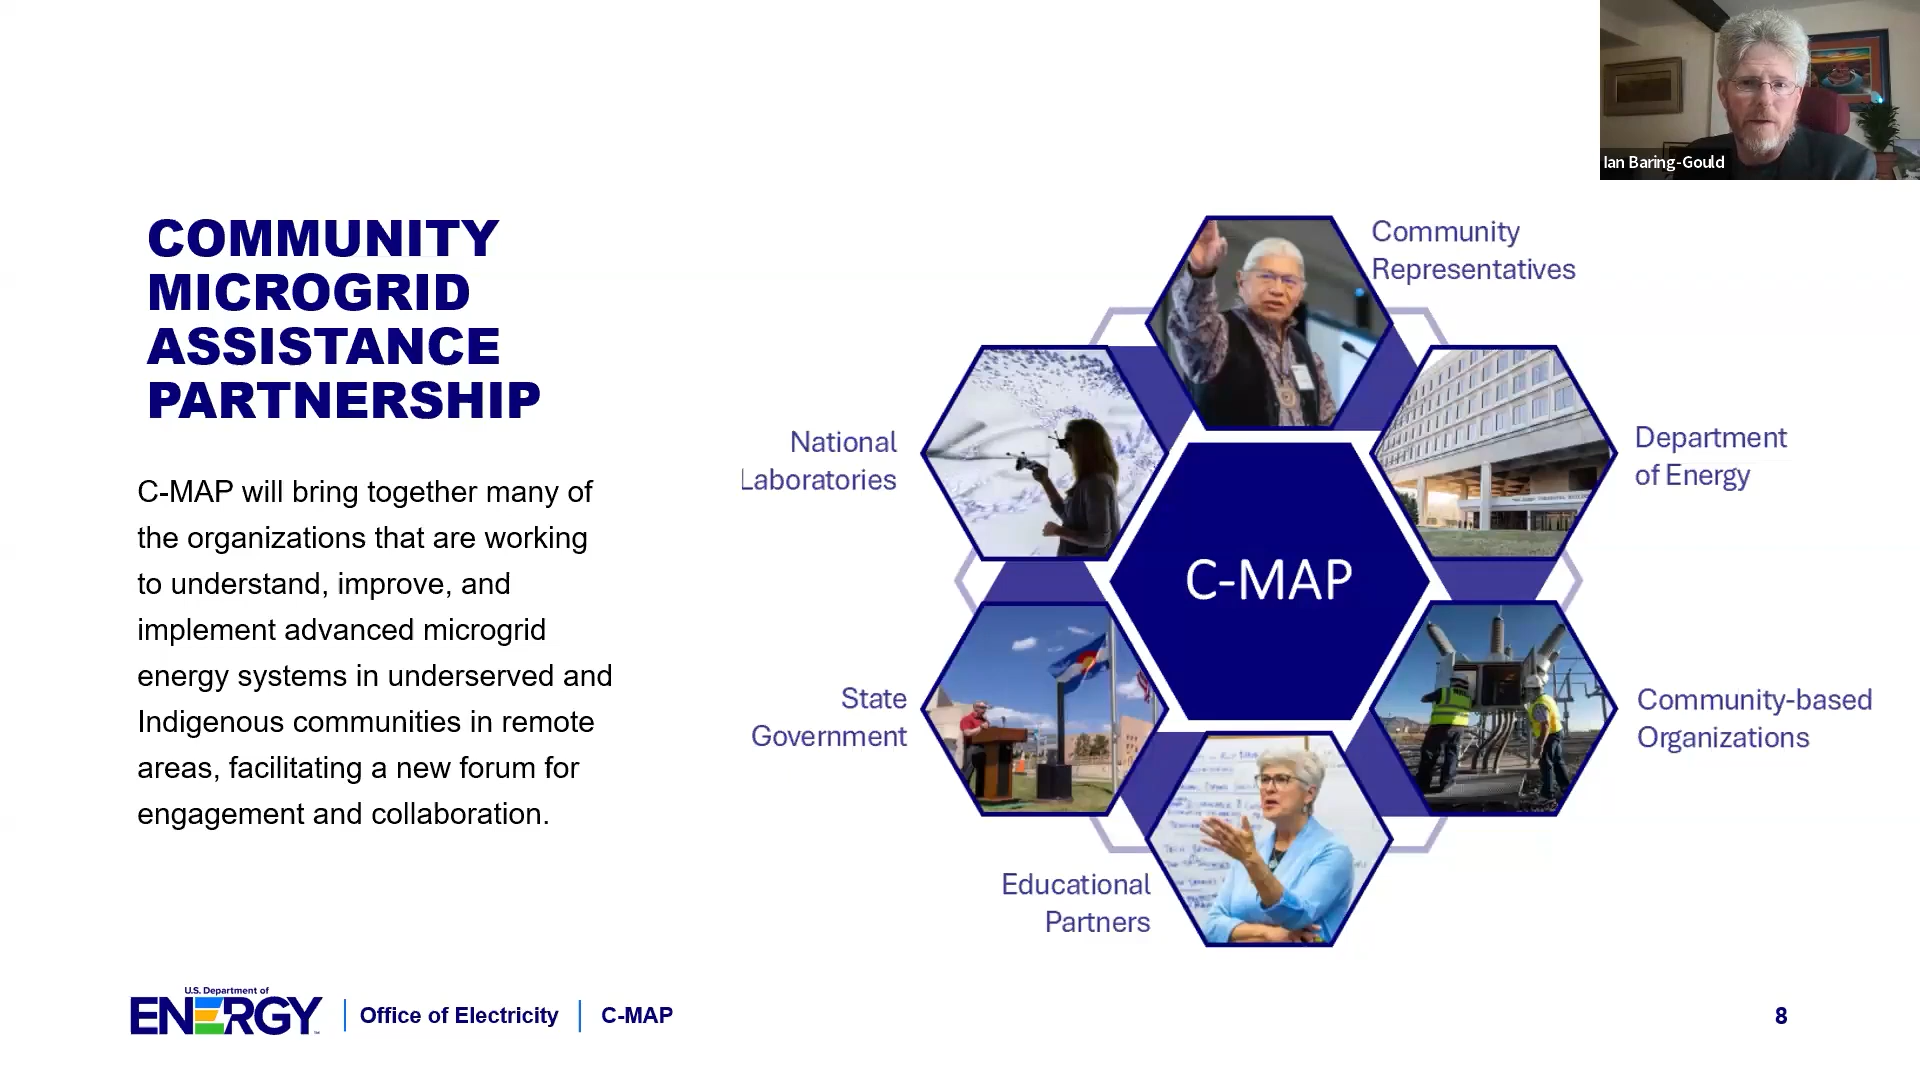 Ian Baring-Gould
COMMUNITY
MICROGRID
ASSISTANCE
PARTNERSHIP
C-MAP will bring together many of
the organizations that are working
to understand, improve, and
implement advanced microgrid
energy systems in underserved and
Indigenous communities in remote
areas, facilitating a new forum for
engagement and collaboration.
Community
Representatives
National
Laboratories
Department
of Energy
C-MAP
State
Government
Community-based
Organizations
Educational
Partners
U.S. Department of
ENERGY
Office of Electricity
C-MAP
8